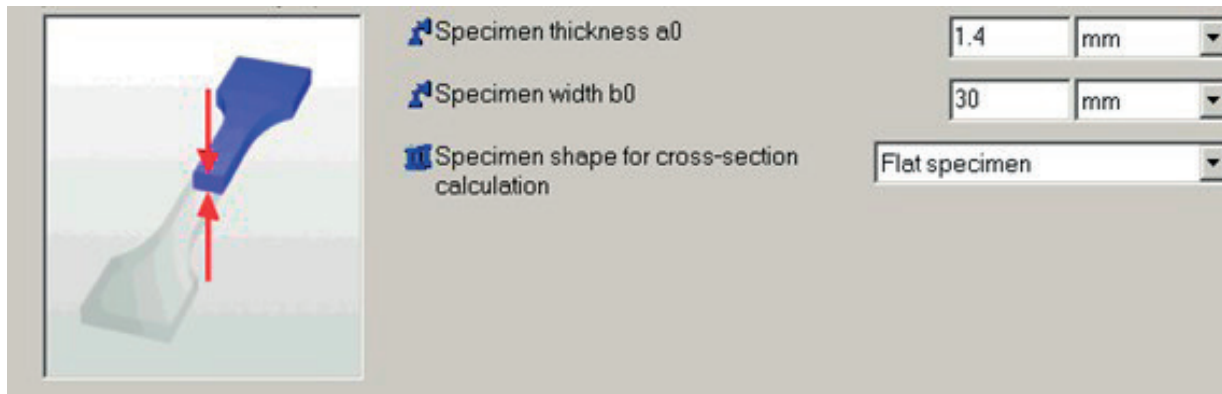 Specimen thickness a0 1.4 mm
Specimen width b0 30 mm
Specimen shape for cross-section Flat specimen
calculation